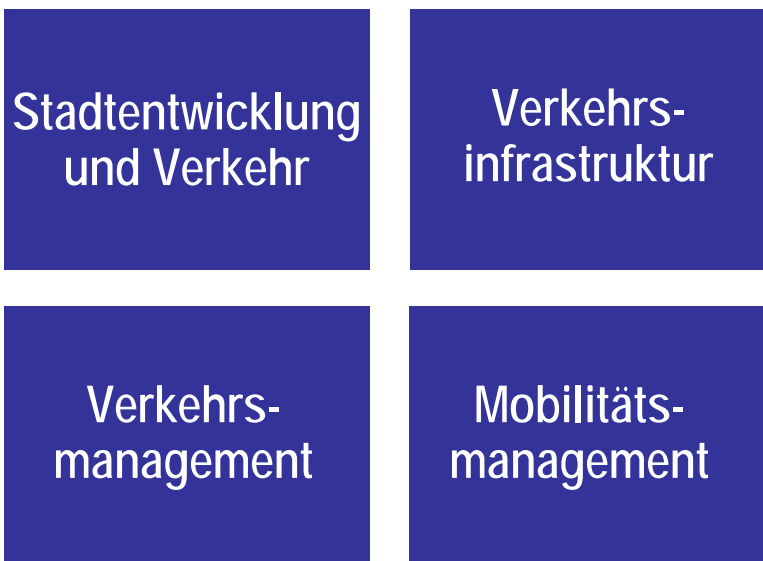 Stadtentwicklung
und Verkehr
Verkehrs-
infrastruktur
Verkehrs-
management
Mobilitäts-
management